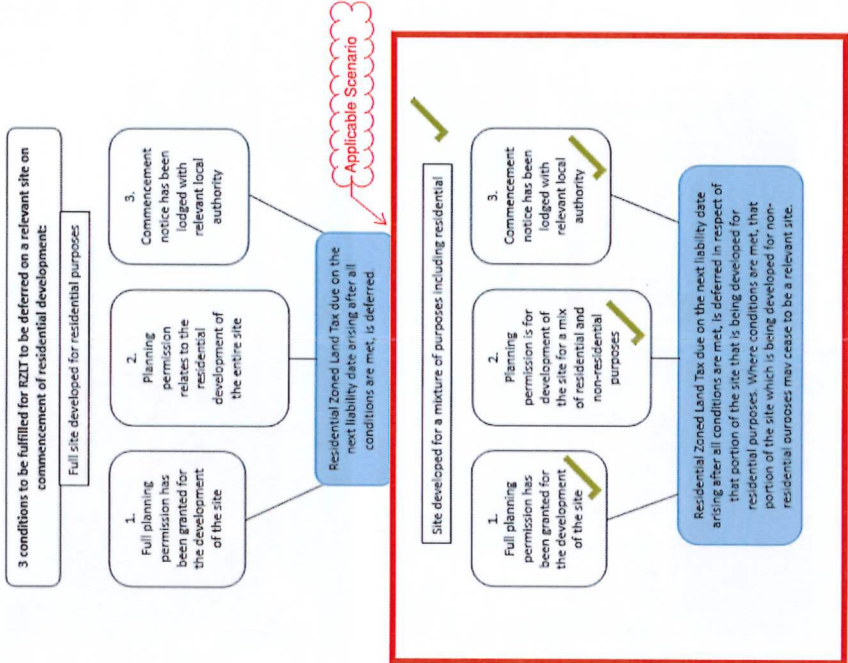 3 conditions to be fulfilled for RZLT to be deferred on a relevant site on
commencement of residential development:
Full site developed for residential purposes
1.
Full planning
permission has
been granted for
the development
of the site
2.
Planning
permission
relates to the
residential
development of
the entire site
3.
Commencement
notice has been
lodged with
relevant local
authority
Residential Zoned Land Tax due on the
next liability date arising after all
conditions are met, is deferred.
Applicable Scenario
Site developed for a mixture of purposes including residential
1.
Full planning
permission has
been granted for
the development
of the site
2.
Planning
permission is for
development of
the site for a mix
of residential and
non-residential
purposes
3.
Commencement
notice has been
lodged with
relevant local
authority
Residential Zoned Land Tax due on the next liability date
arising after all conditions are met, is deferred in respect of
that portion of the site that is being developed for
residential purposes. Where conditions are met, that
portion of the site which is being developed for non-
residential purposes may cease to be a relevant site.